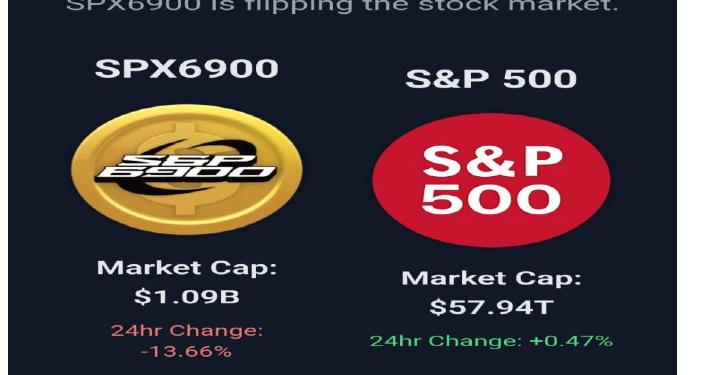 SPX6900 is flipping the stock market.
SPX6900
S&P 500
S&P
6900
S&P
500
Market Cap:
$1.09B
Market Cap:
$57.94T
24hr Change:
-13.66%
24hr Change: +0.47%